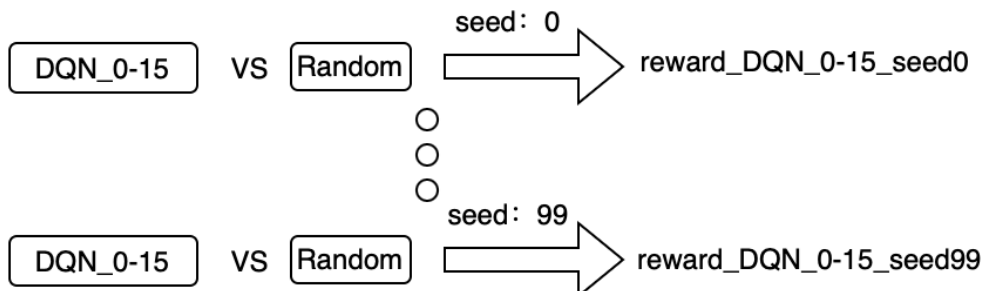 seed：0
DQN_0-15 VS Random reward_DQN_0-15_seed0
seed：99
DQN_0-15 VS Random reward_DQN_0-15_seed99